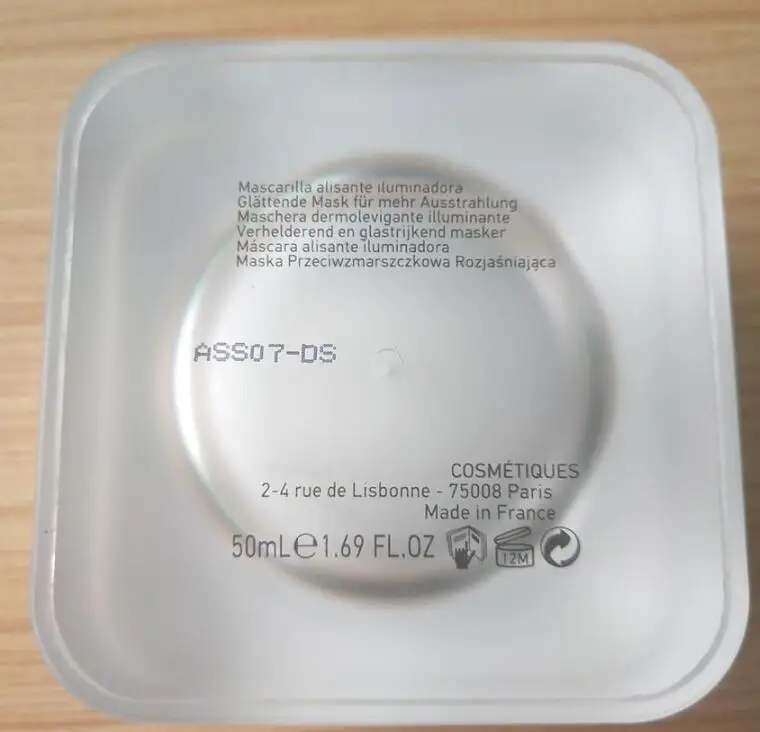 Mascarilla alisante iluminadora
Glättende Mask für mehr Ausstrahlung
Maschera dermolevigante illuminante
Verhelderend en glastrijkend masker
Máscara alisante iluminadora
Maska Przeciwzmarszczkowa Rozjaśniająca
ASS07-DS
COSMÉTIQUES
2-4 rue de Lisbonne - 75008 Paris
Made in France
50mL℮1.69 FL.OZ 12M